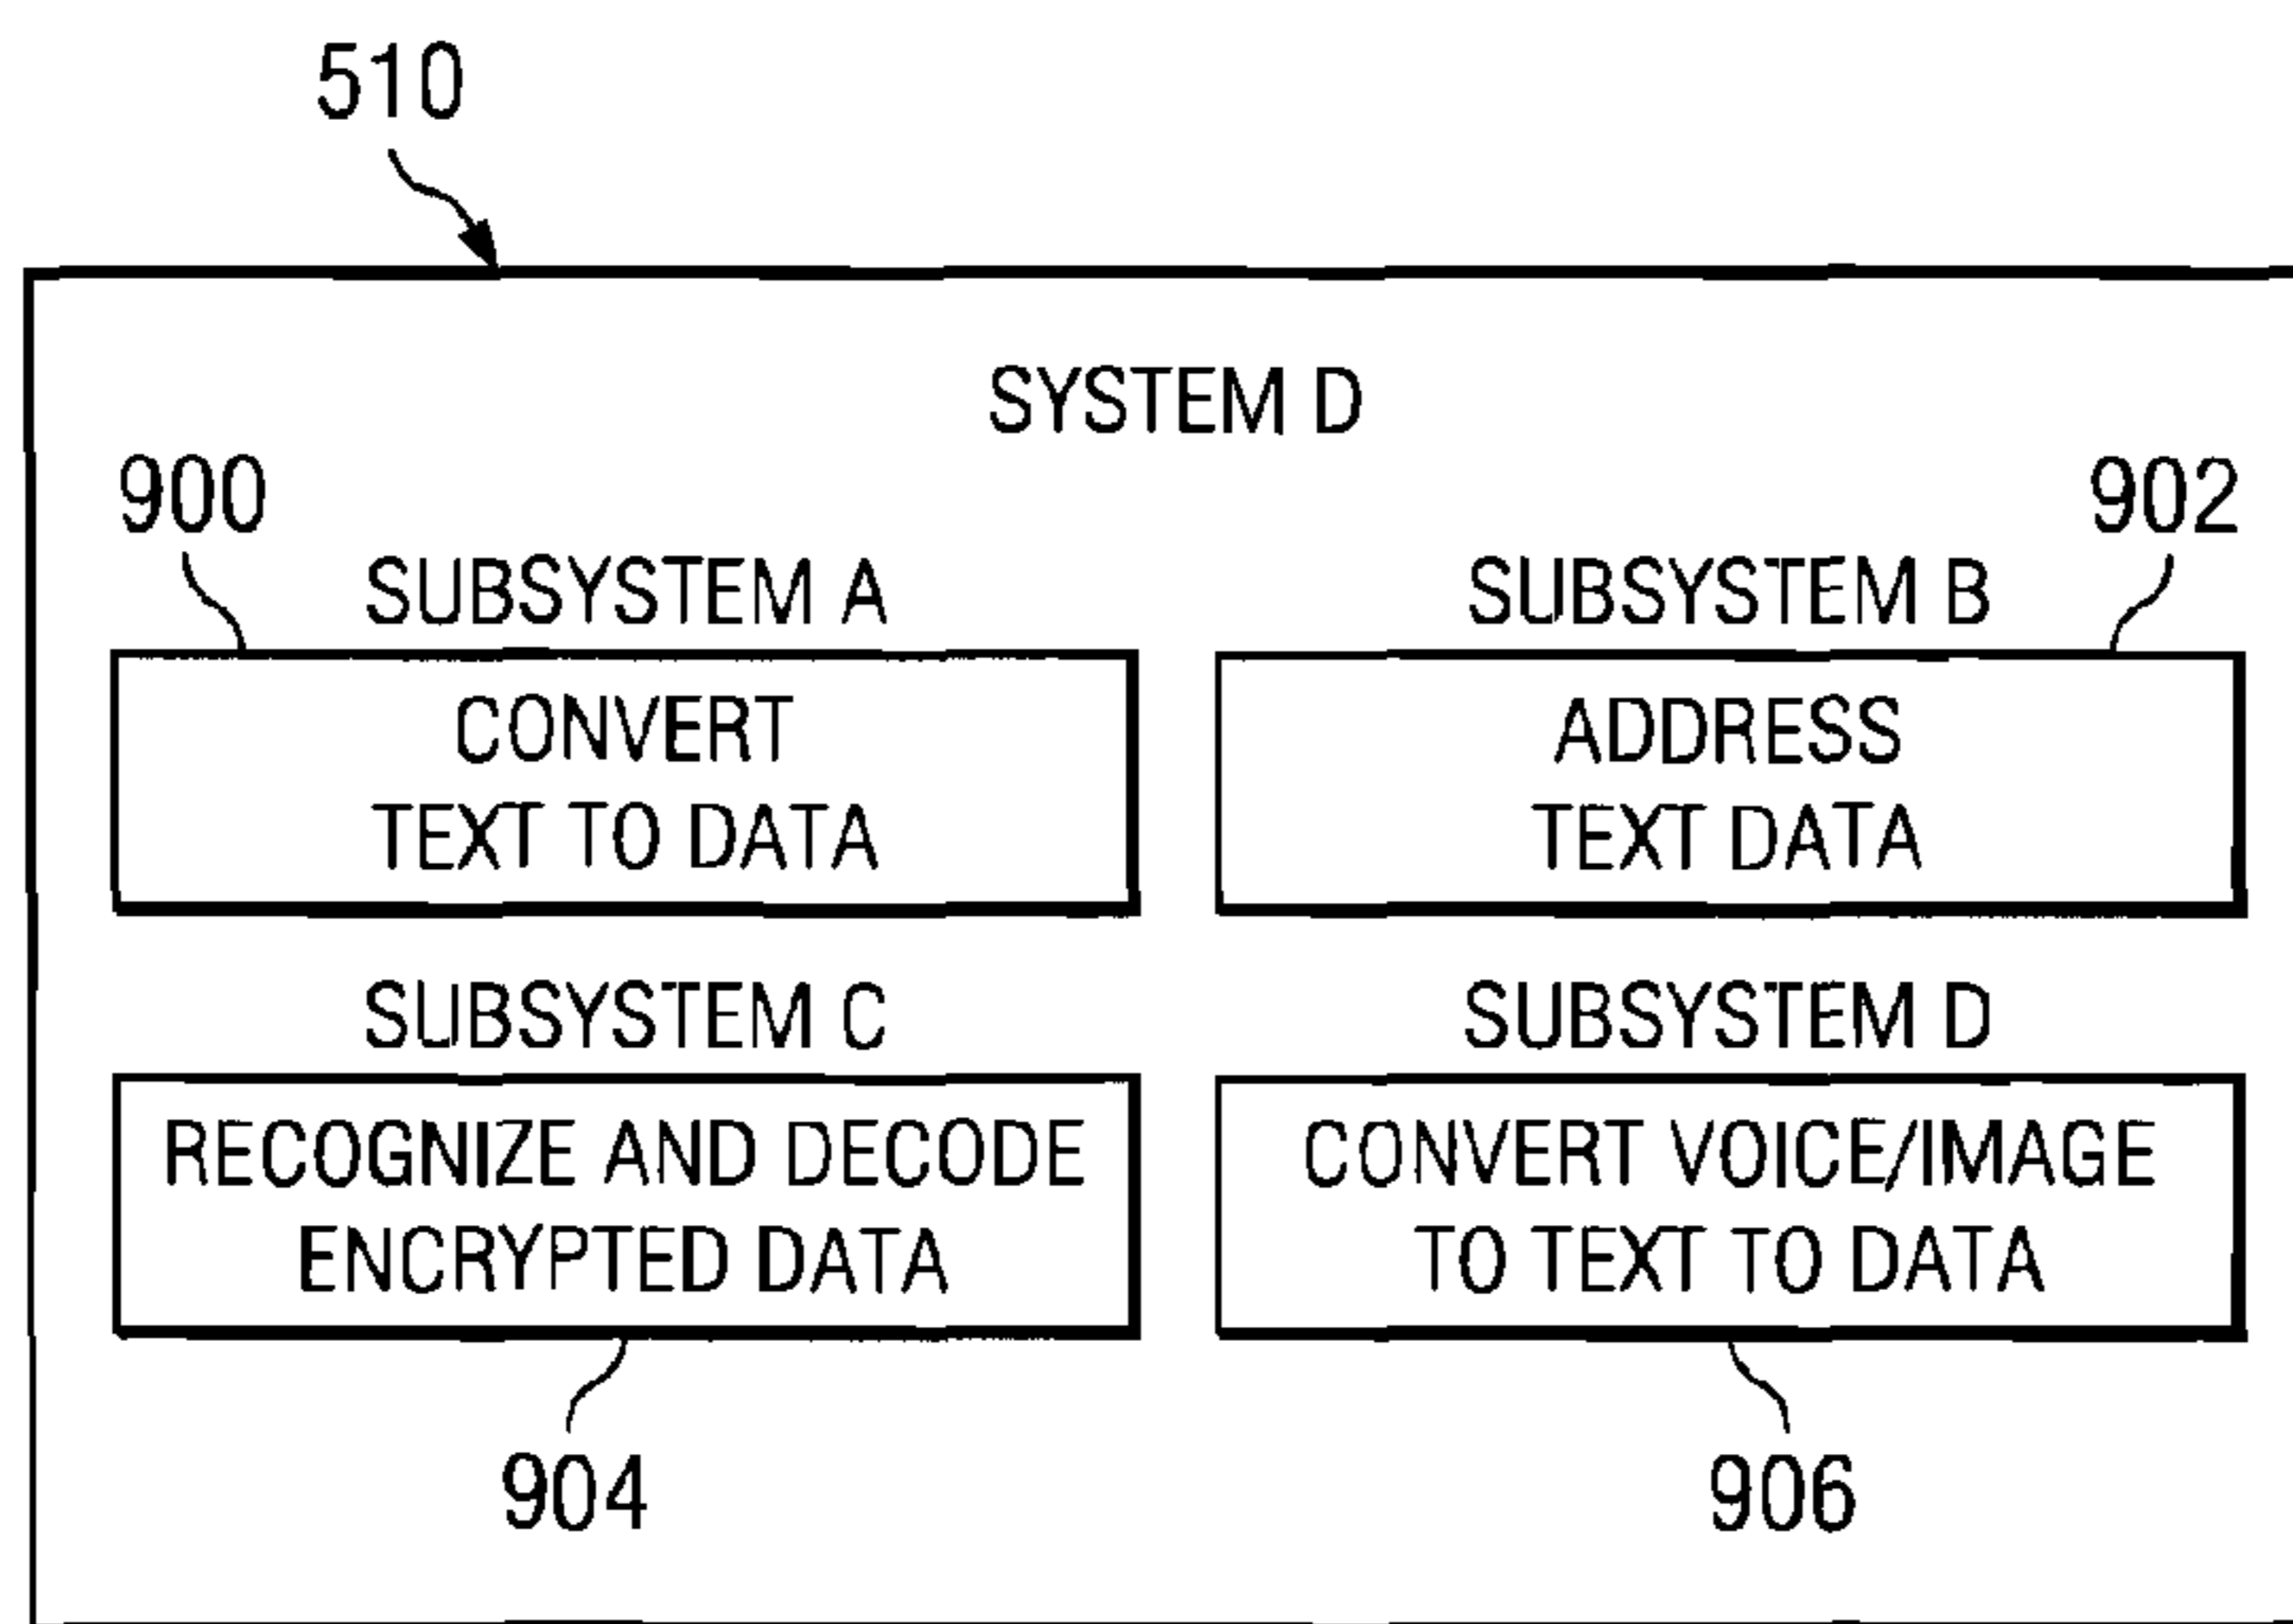 510
SYSTEM D
900
902
SUBSYSTEM A
SUBSYSTEM B
CONVERT
TEXT TO DATA
ADDRESS
TEXT DATA
SUBSYSTEM C
SUBSYSTEM D
RECOGNIZE AND DECODE
ENCRYPTED DATA
CONVERT VOICE/IMAGE
TO TEXT TO DATA
904
906